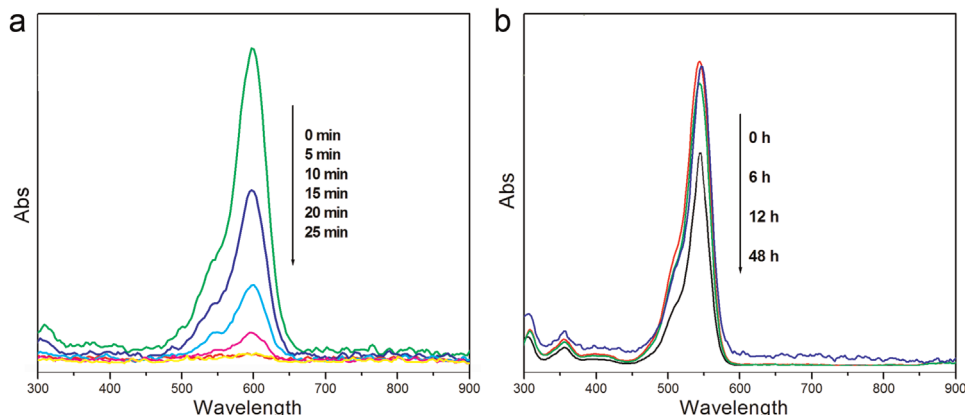 a
Abs
0 min
5 min
10 min
15 min
20 min
25 min
300 400 500 600 700 800 900
Wavelength
b
Abs
0 h
6 h
12 h
48 h
300 400 500 600 700 800 900
Wavelength